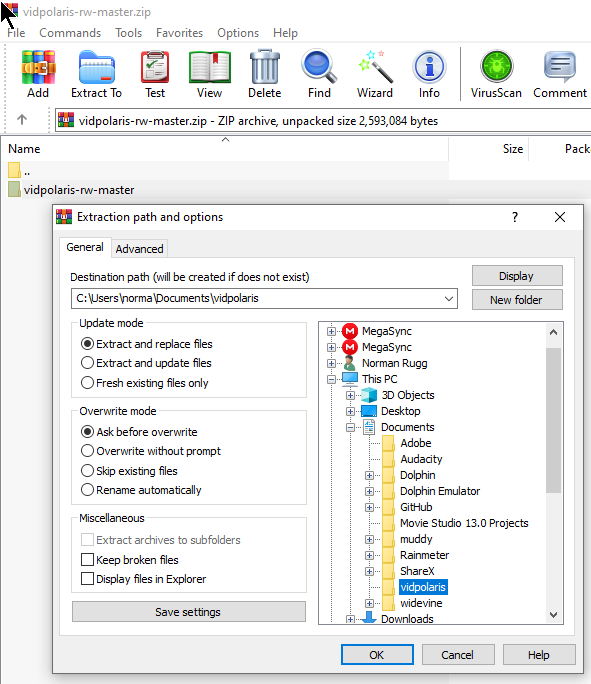 vidpolaris-rw-master.zip
File Commands Tools Favorites Options Help
Add Extract To Test View Delete Find Wizard Info VirusScan Comment
vidpolaris-rw-master.zip - ZIP archive, unpacked size 2,593,084 bytes
Name Size Pack
..
vidpolaris-rw-master
Extraction path and options ?
General Advanced
Destination path (will be created if does not exist)
Display
C:\Users\norma\Documents\vidpolaris
New folder
Update mode
Extract and replace files
Extract and update files
Fresh existing files only
Overwrite mode
Ask before overwrite
Overwrite without prompt
Skip existing files
Rename automatically
Miscellaneous
Extract archives to subfolders
Keep broken files
Display files in Explorer
Save settings
MegaSync
MegaSync
Norman Rugg
This PC
3D Objects
Desktop
Documents
Adobe
Audacity
Dolphin
Dolphin Emulator
GitHub
Movie Studio 13.0 Projects
muddy
Rainmeter
ShareX
vidpolaris
widevine
Downloads
OK Cancel Help